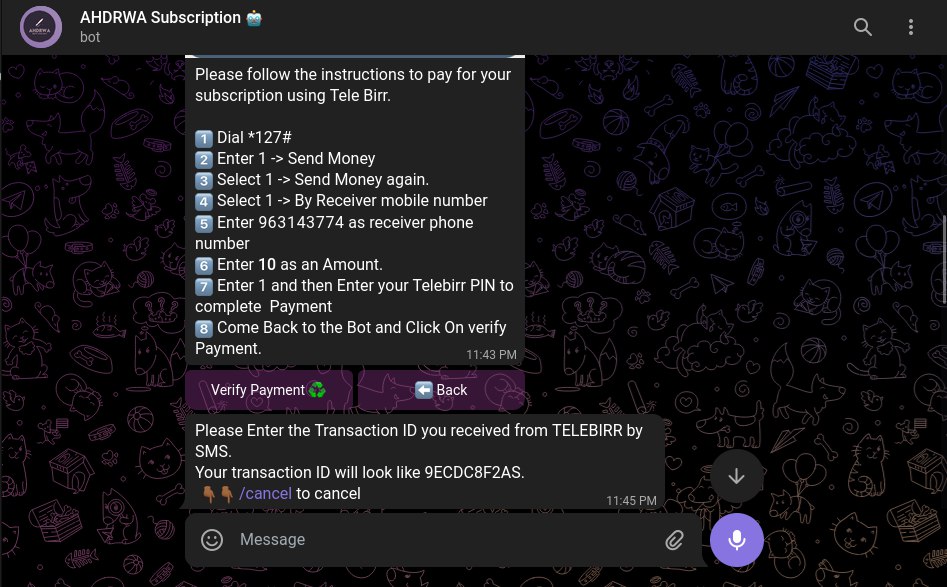 AHDRWA Subscription 🤖
bot
AHDRWA
Please follow the instructions to pay for your
subscription using Tele Birr.
1️⃣ Dial *127#
2️⃣ Enter 1 -> Send Money
3️⃣ Select 1 -> Send Money again.
4️⃣ Select 1 -> By Receiver mobile number
5️⃣ Enter 963143774 as receiver phone
number
6️⃣ Enter 10 as an Amount.
7️⃣ Enter 1 and then Enter your Telebirr PIN to
complete  Payment
8️⃣ Come Back to the Bot and Click On verify
Payment.
11:43 PM
Verify Payment ♻️
⬅️ Back
Please Enter the Transaction ID you received from TELEBIRR by
SMS.
Your transaction ID will look like 9ECDC8F2AS.
👇🏾👇🏾 /cancel to cancel
11:45 PM
Message